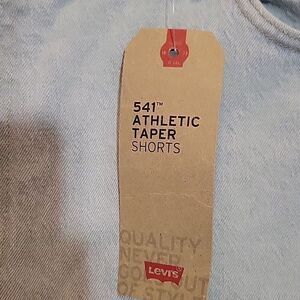 541™
ATHLETIC
TAPER
SHORTS
QUALITY
NEVER
GOES OUT
OF STYLE
Levi's